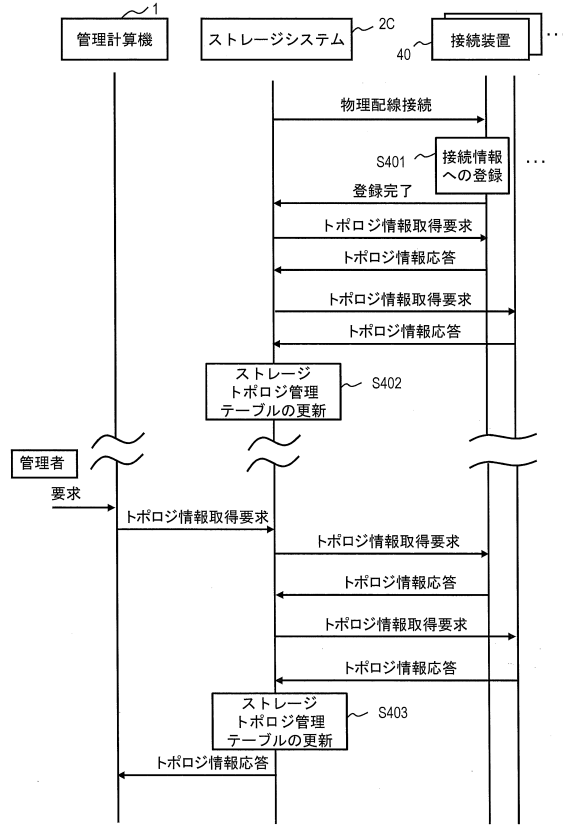 1
管理計算機
ストレージシステム
2C
40
接続装置
...
物理配線接続
S401
接続情報
への登録
...
登録完了
トポロジ情報取得要求
トポロジ情報応答
トポロジ情報取得要求
トポロジ情報応答
ストレージ
トポロジ管理
テーブルの更新
S402
管理者
要求
トポロジ情報取得要求
トポロジ情報取得要求
トポロジ情報応答
トポロジ情報取得要求
トポロジ情報応答
ストレージ
トポロジ管理
テーブルの更新
S403
トポロジ情報応答